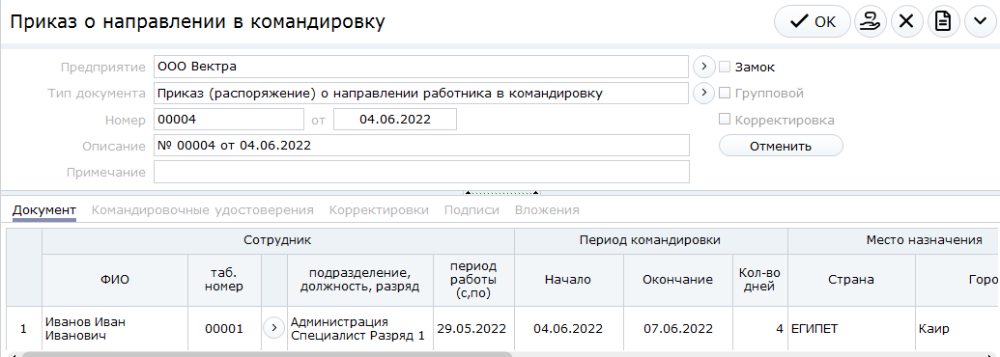 Приказ о направлении в командировку
OK
Предприятие ООО Вектра Замок
Тип документа Приказ (распоряжение) о направлении работника в командировку Групповой
Номер 00004 от 04.06.2022 Корректировка
Описание № 00004 от 04.06.2022 Отменить
Примечание
Документ Командировочные удостоверения Корректировки Подписи Вложения
Сотрудник Период командировки Место назначения
ФИО
таб.
номер
подразделение,
должность, разряд
период
работы
(с,по)
Начало
Окончание
Кол-во
дней
Страна
Горо
1
Иванов Иван
Иванович
00001
Администрация
Специалист Разряд 1
29.05.2022
04.06.2022
07.06.2022
4
ЕГИПЕТ
Каир